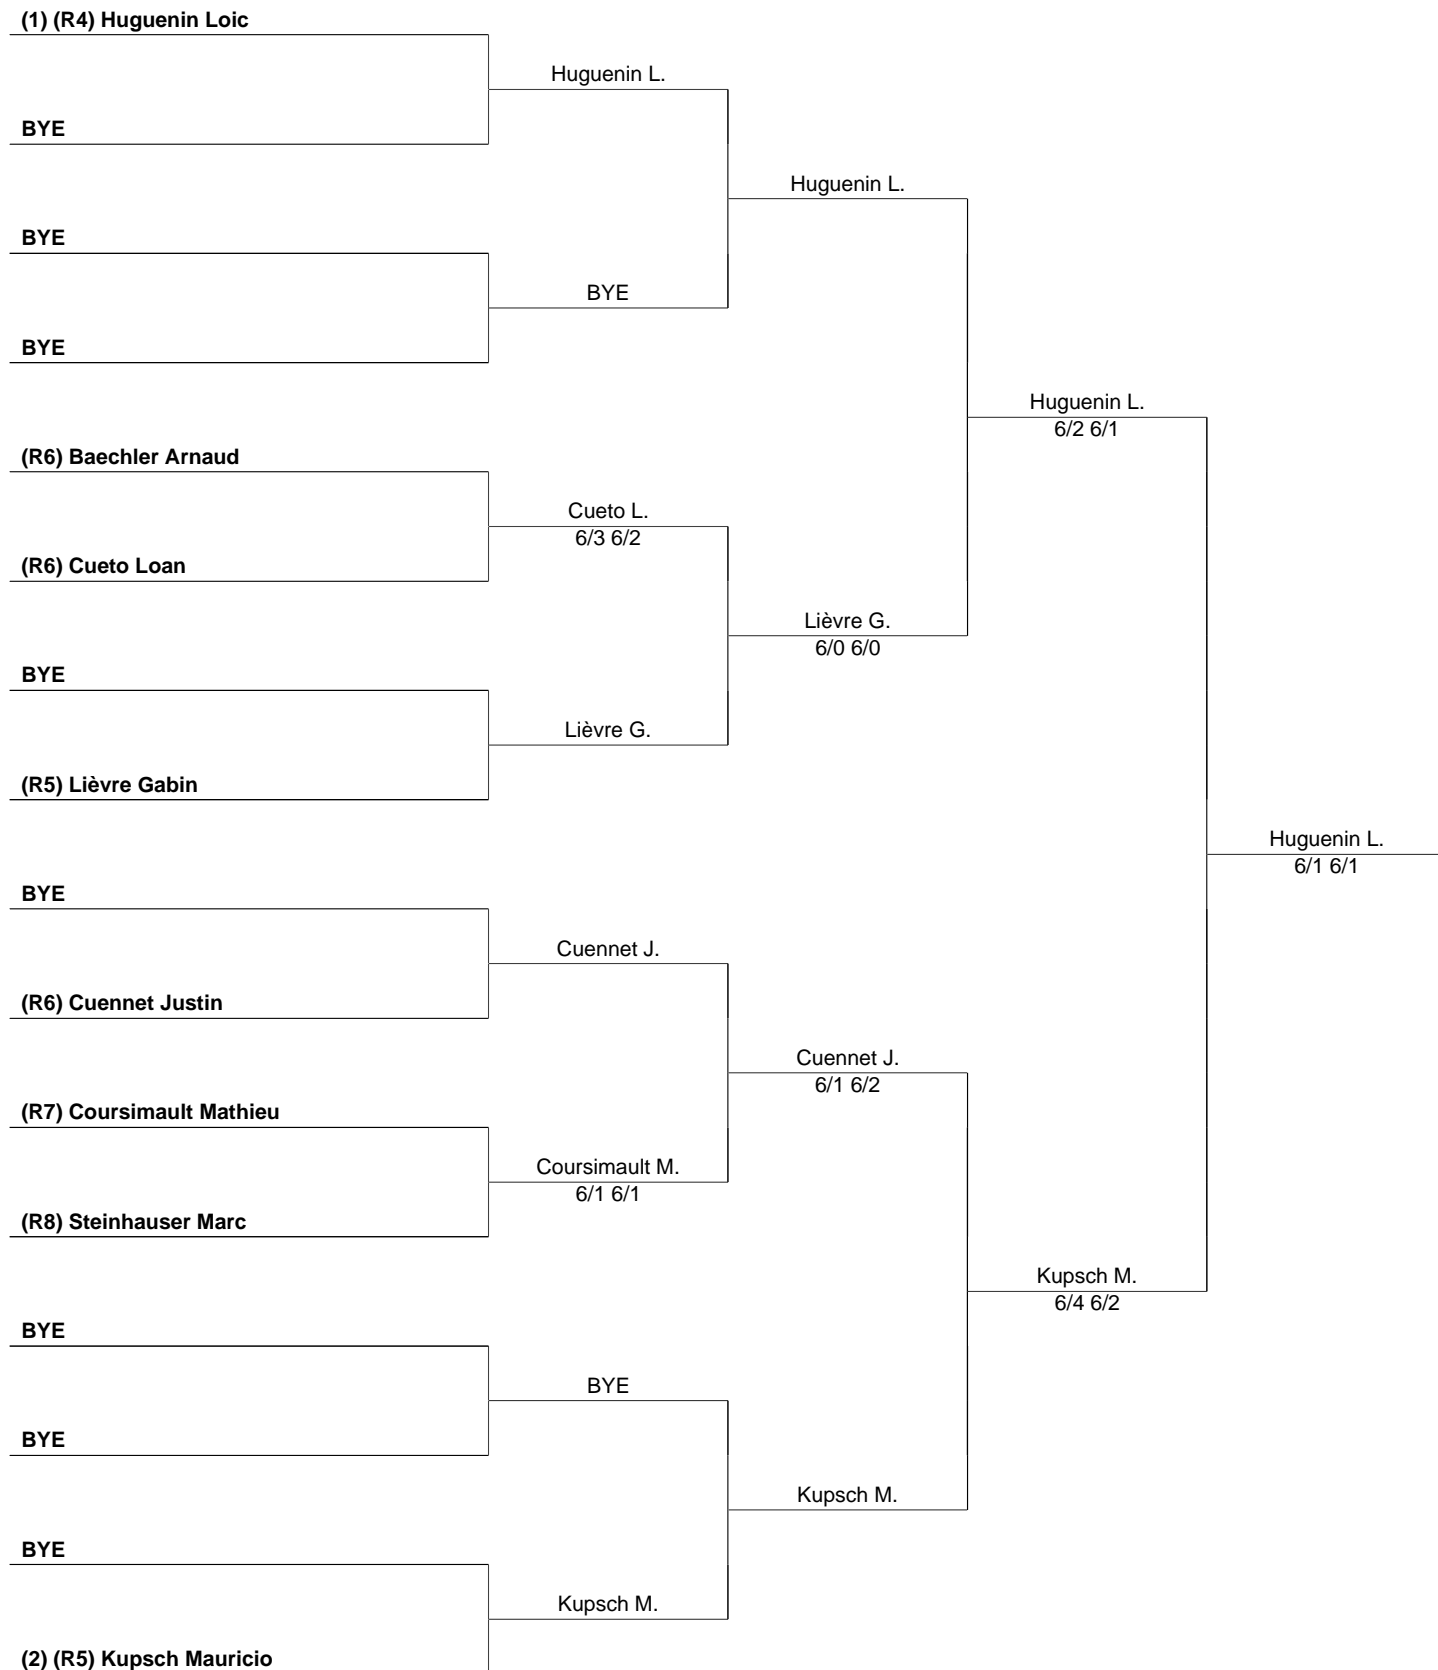 (1) (R4) Huguenin Loic
Huguenin L.
BYE
Huguenin L.
BYE
BYE
BYE
Huguenin L.
6/2 6/1
(R6) Baechler Arnaud
Cueto L.
6/3 6/2
(R6) Cueto Loan
Lièvre G.
6/0 6/0
BYE
Lièvre G.
(R5) Lièvre Gabin
Huguenin L.
6/1 6/1
BYE
Cuennet J.
(R6) Cuennet Justin
Cuennet J.
6/1 6/2
(R7) Coursimault Mathieu
Coursimault M.
6/1 6/1
(R8) Steinhauser Marc
Kupsch M.
6/4 6/2
BYE
BYE
BYE
Kupsch M.
BYE
Kupsch M.
(2) (R5) Kupsch Mauricio